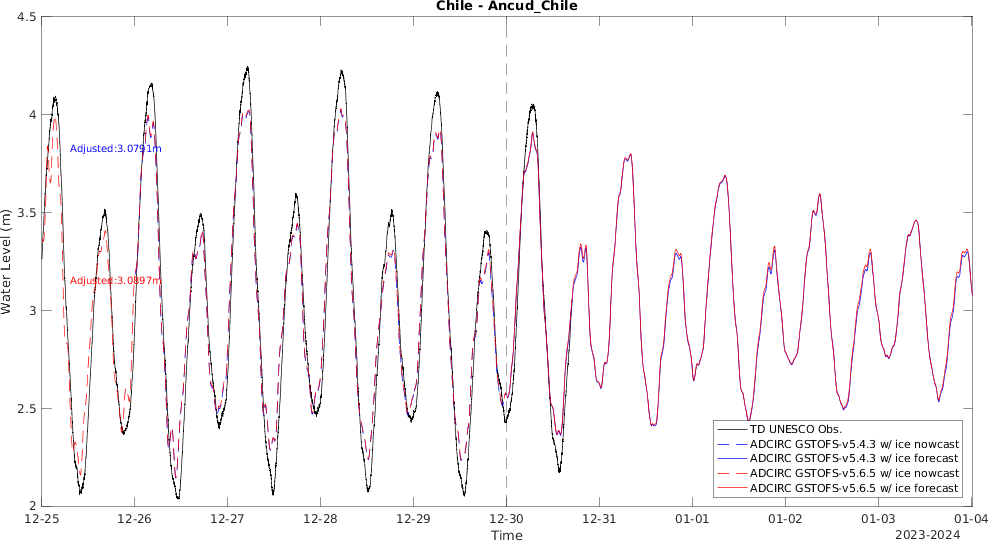 Chile - Ancud_Chile
4.5
4
3.5
3
2.5
2
Water Level (m)
Adjusted:3.0791m
Adjusted:3.0897m
TD UNESCO Obs.
ADCIRC GSTOFS-v5.4.3 w/ ice nowcast
ADCIRC GSTOFS-v5.4.3 w/ ice forecast
ADCIRC GSTOFS-v5.6.5 w/ ice nowcast
ADCIRC GSTOFS-v5.6.5 w/ ice forecast
12-25 12-26 12-27 12-28 12-29 12-30 12-31 01-01 01-02 01-03 01-04
Time
2023-2024